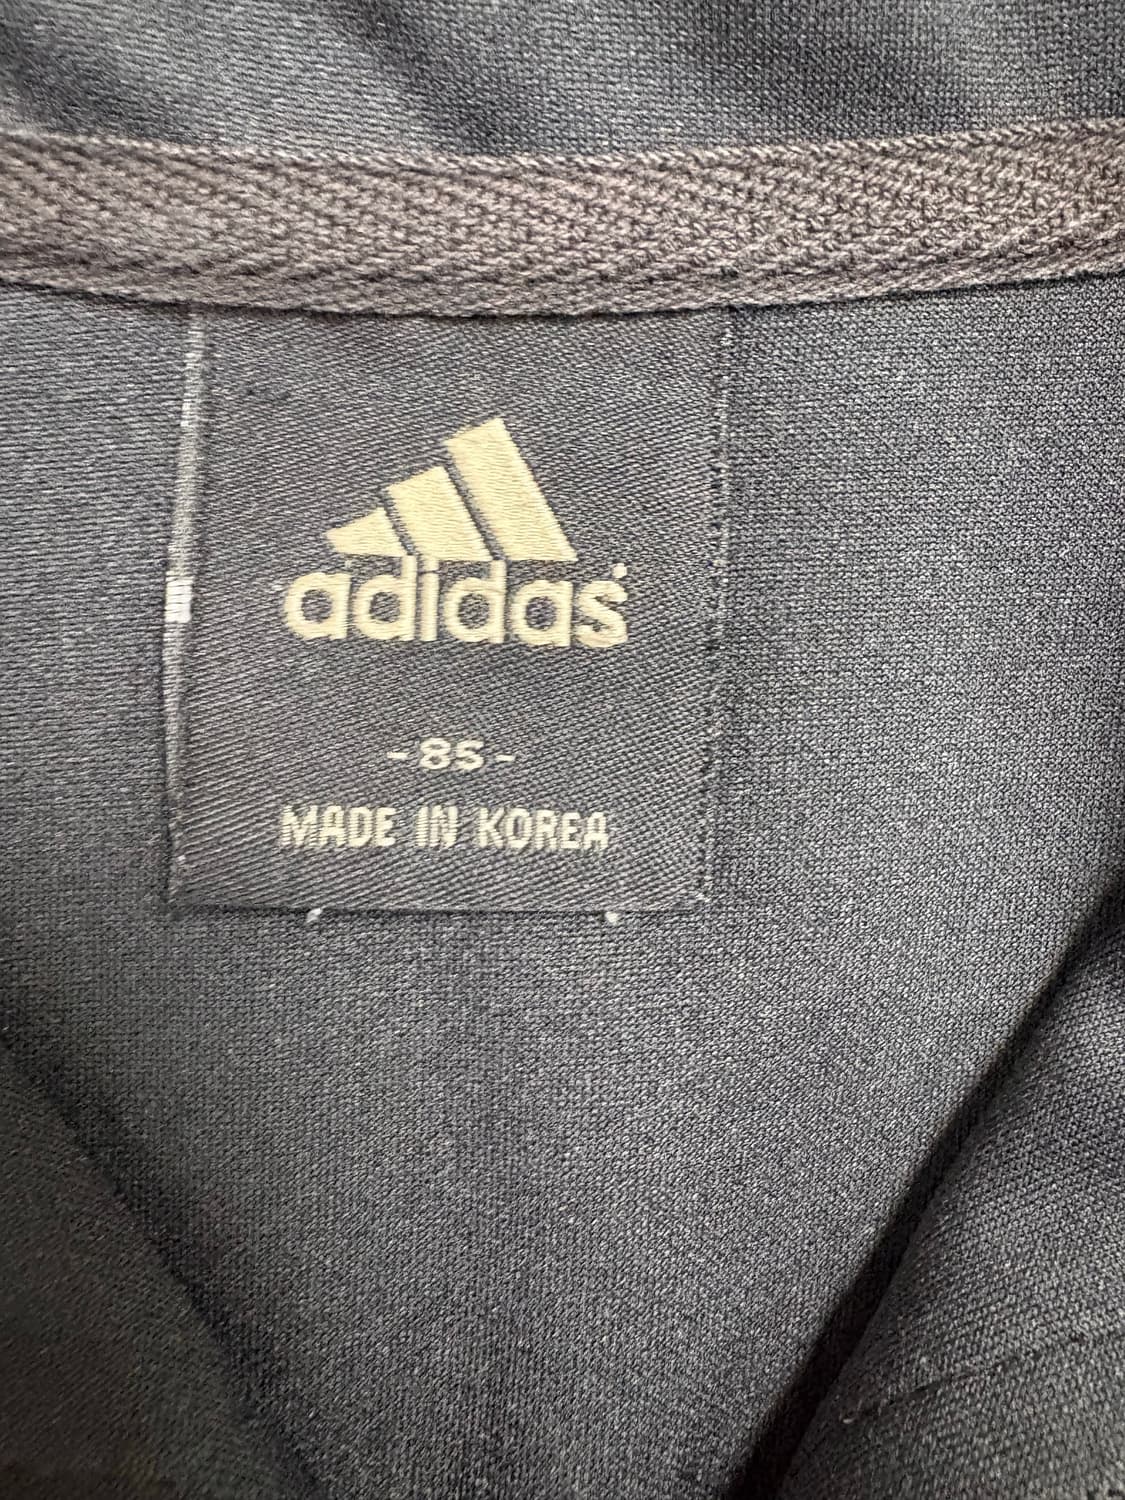 adidas
-85-
MADE IN KOREA